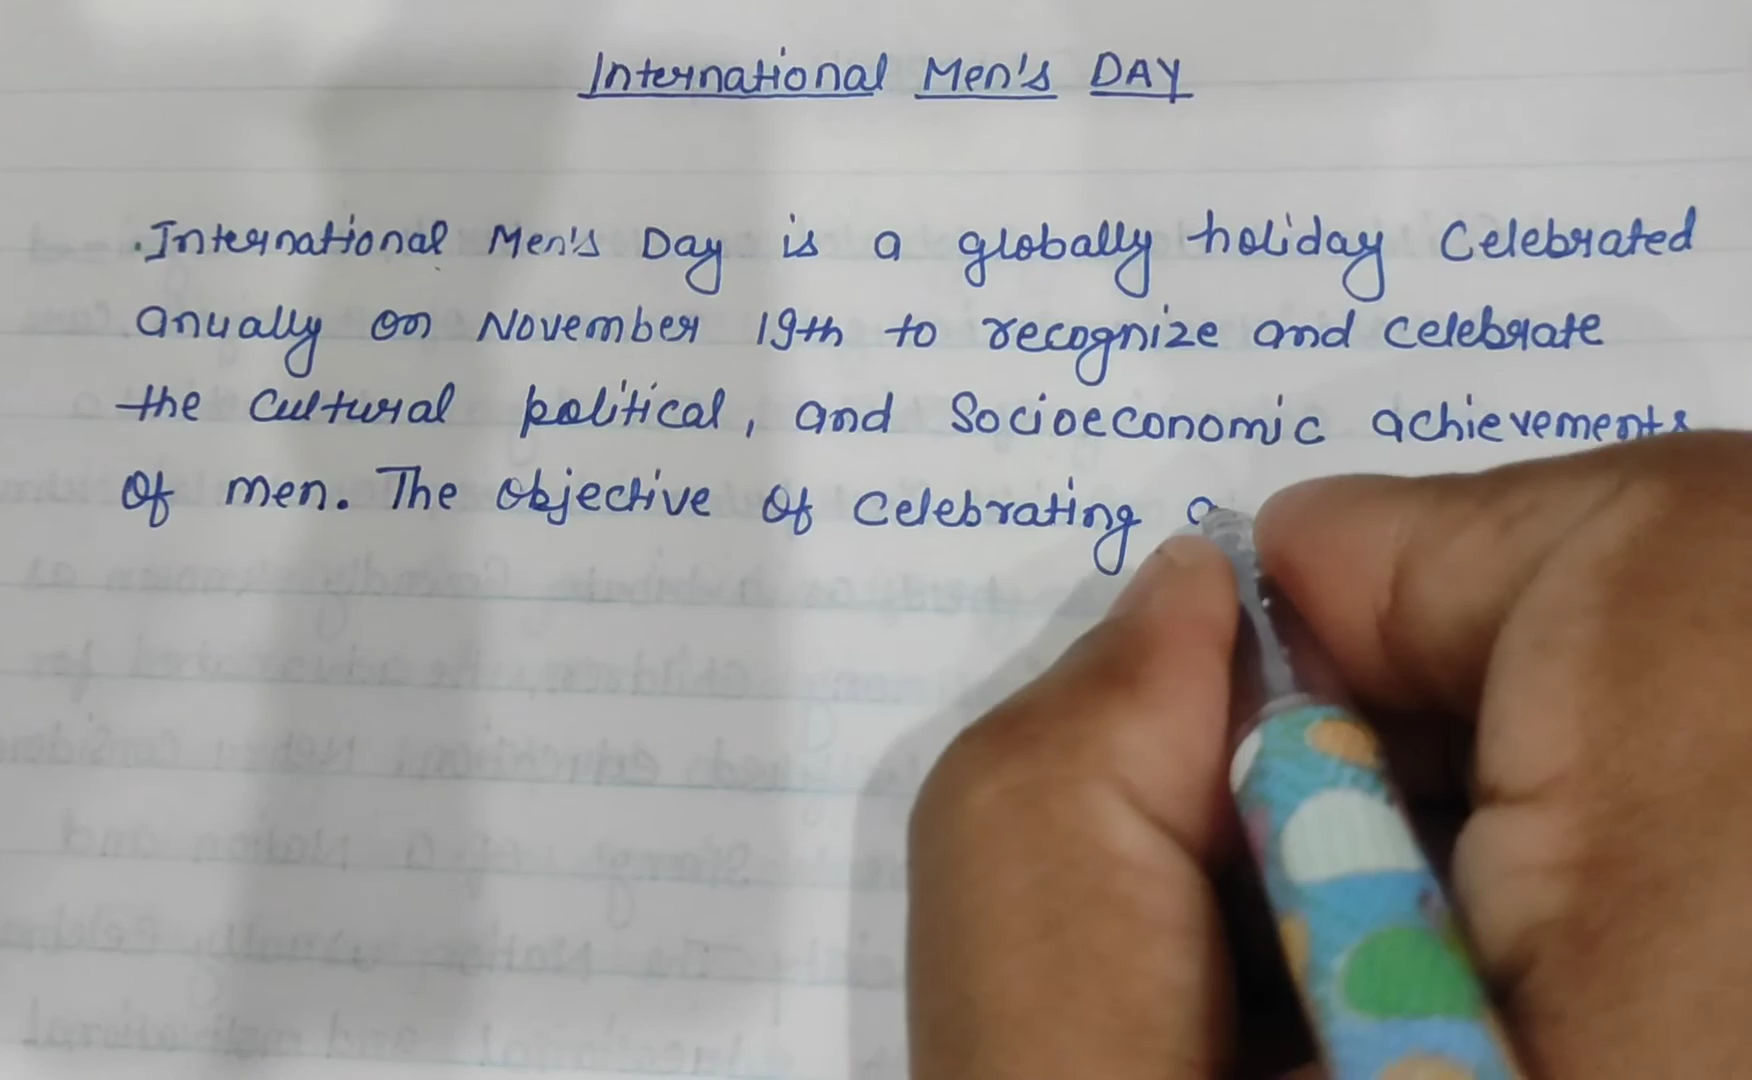 International Men's DAY
International Men's Day is a globally holiday Celebrated
anually on November 19th to recognize and celebrate
the cultural political, and Socioeconomic achievements
Of men. The objective of celebrating